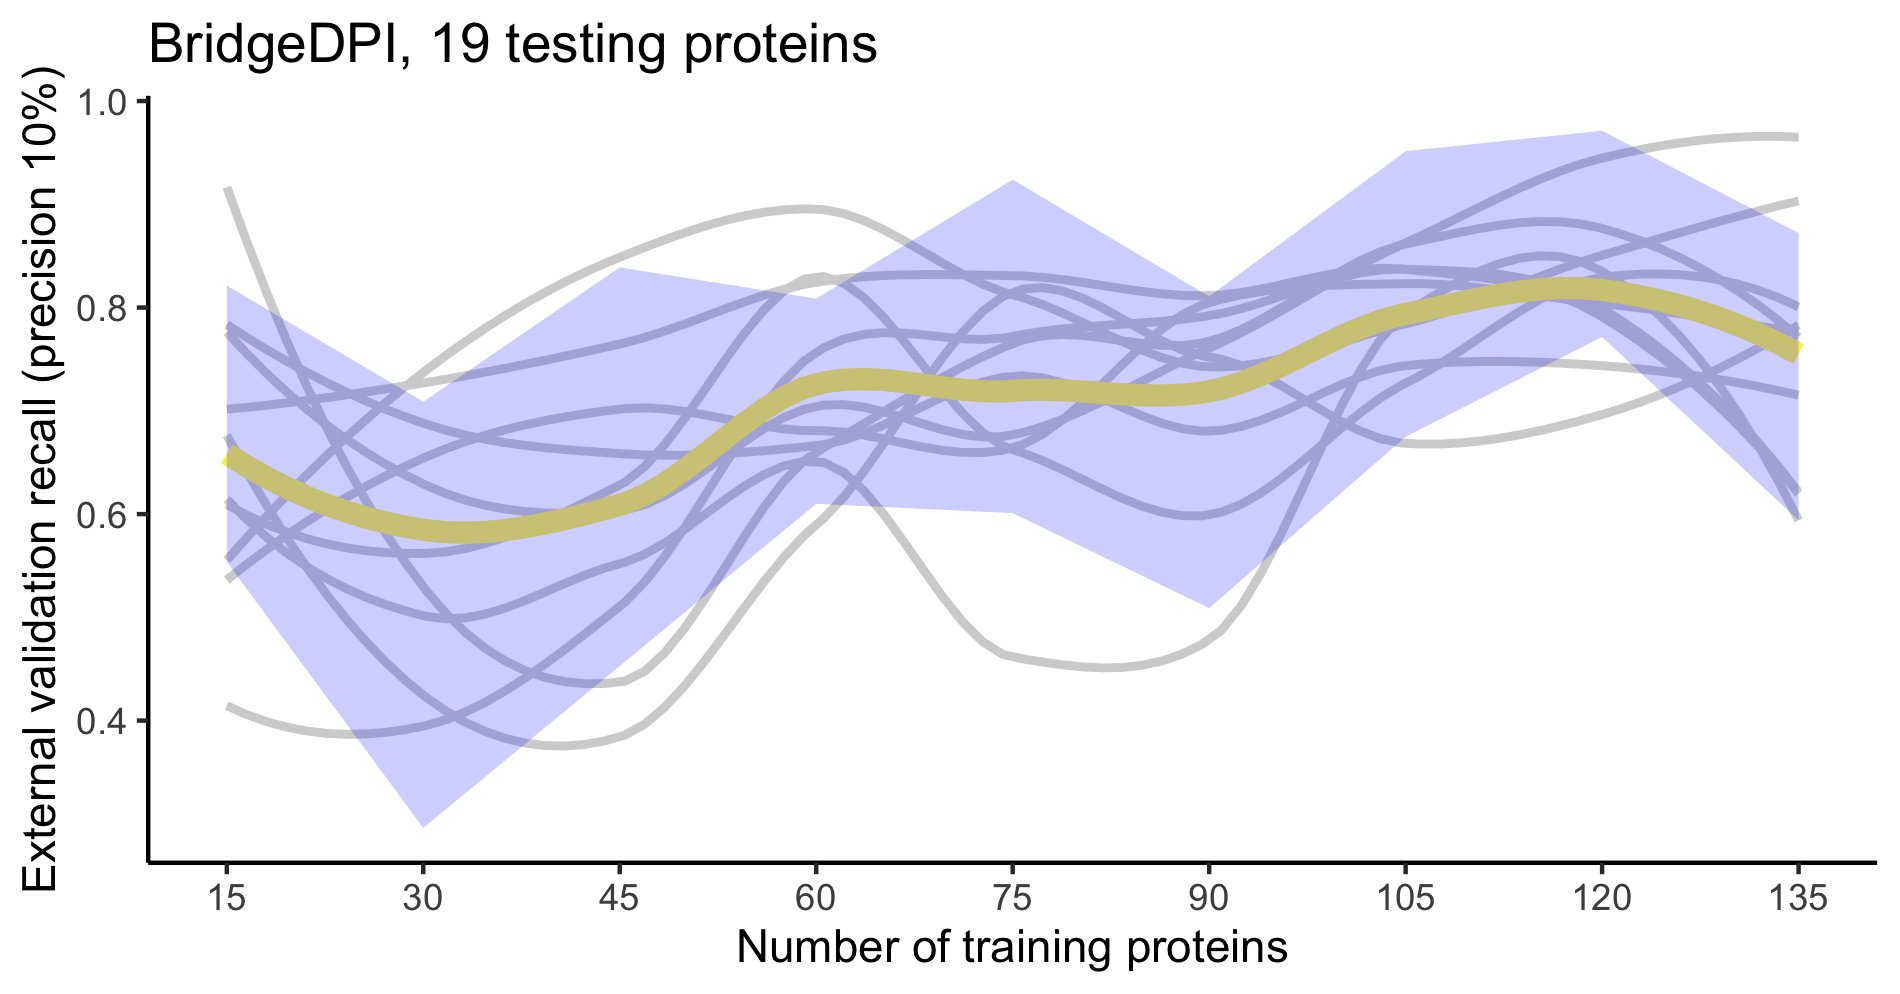 BridgeDPI, 19 testing proteins
External validation recall (precision 10%)
1.0
0.8
0.6
0.4
15 30 45 60 75 90 105 120 135
Number of training proteins